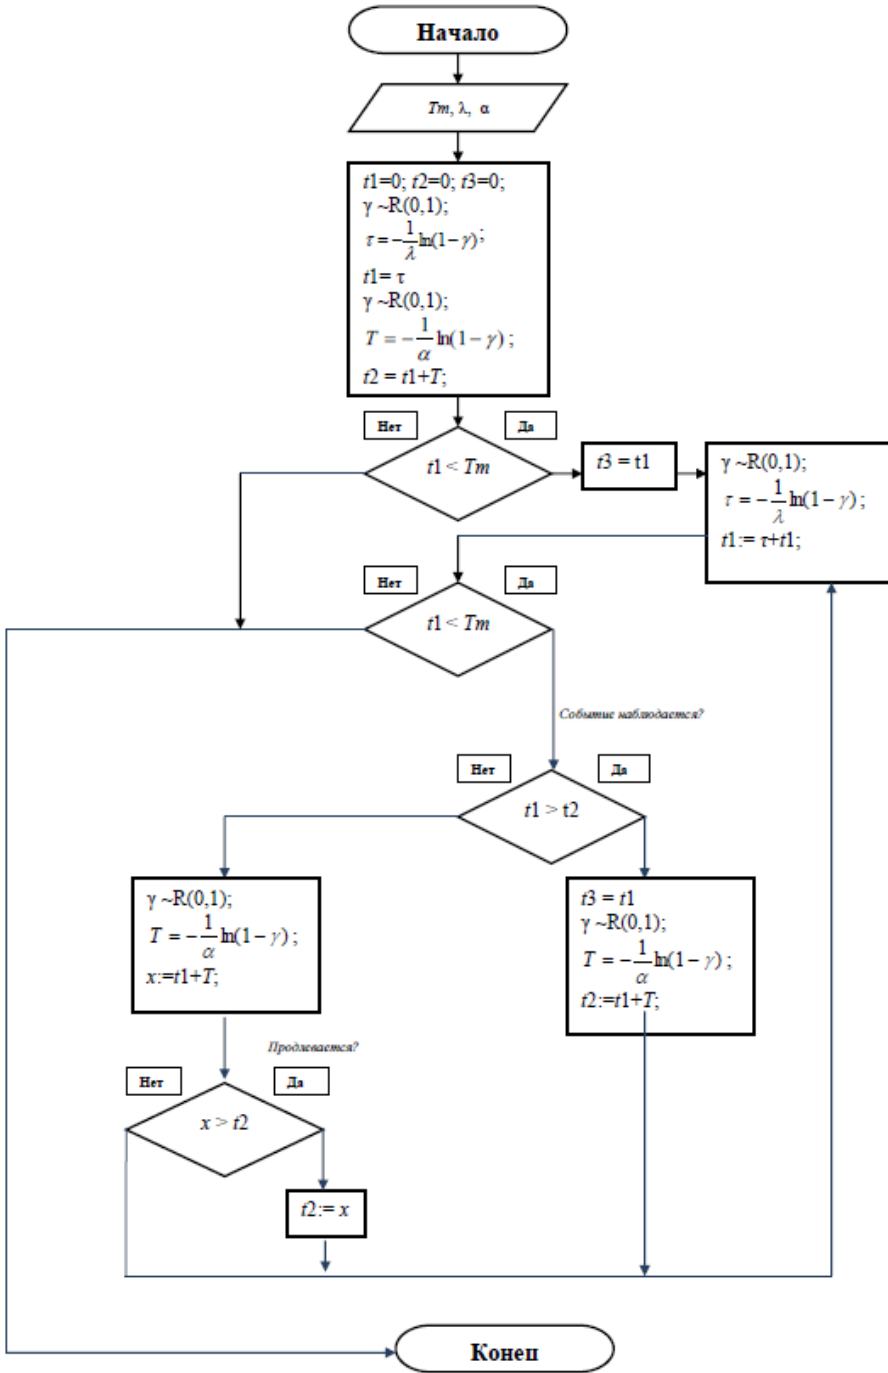 Начало
Tm, λ, α
t1=0; t2=0; t3=0;
γ ~R(0,1);
τ = −1/λ ln(1−γ);
t1= τ
γ ~R(0,1);
T = −1/α ln(1−γ);
t2 = t1+T;
Нет
Да
t1 < Tm
t3 = t1
γ ~R(0,1);
τ = −1/λ ln(1−γ);
t1:= τ+t1;
Нет
Да
t1 < Tm
Событие наблюдается?
Нет
Да
t1 > t2
γ ~R(0,1);
T = −1/α ln(1−γ);
x:=t1+T;
t3 = t1
γ ~R(0,1);
T = −1/α ln(1−γ);
t2:=t1+T;
Продлевается?
Нет
Да
x > t2
t2:= x
Конец